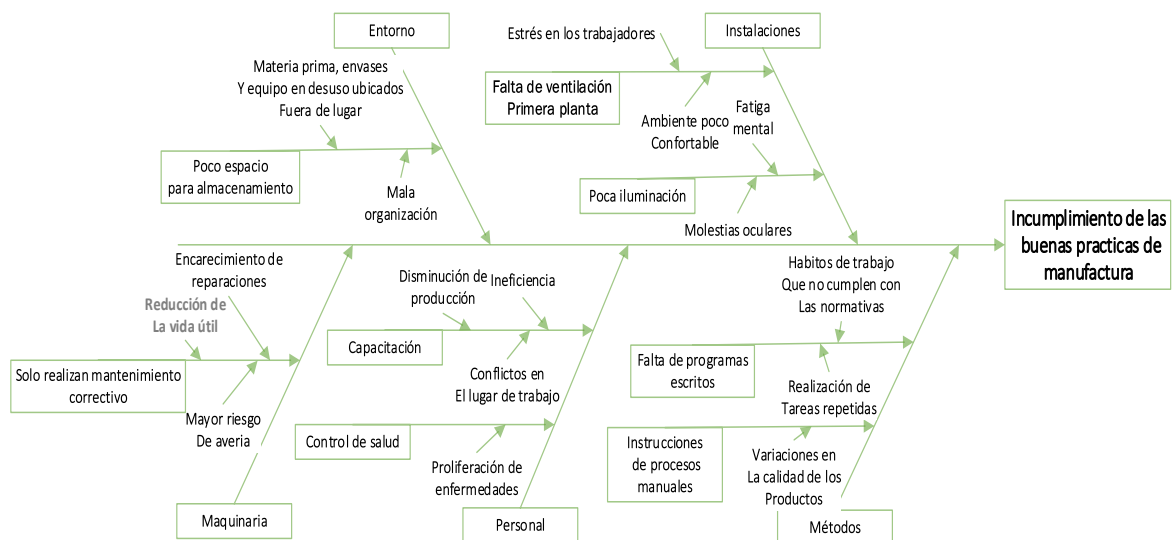 Entorno
Materia prima, envases
Y equipo en desuso ubicados
Fuera de lugar
Poco espacio
para almacenamiento
Mala
organización
Estrés en los trabajadores
Instalaciones
Falta de ventilación
Primera planta
Ambiente poco
Confortable
Fatiga
mental
Poca iluminación
Molestias oculares
Incumplimiento de las
buenas practicas de
manufactura
Encarecimiento de
reparaciones
Reducción de
La vida útil
Solo realizan mantenimiento
correctivo
Mayor riesgo
De averia
Maquinaria
Disminución de
producción
Ineficiencia
Capacitación
Conflictos en
El lugar de trabajo
Control de salud
Proliferación de
enfermedades
Personal
Habitos de trabajo
Que no cumplen con
Las normativas
Falta de programas
escritos
Realización de
Tareas repetidas
Instrucciones
de procesos
manuales
Variaciones en
La calidad de los
Productos
Métodos